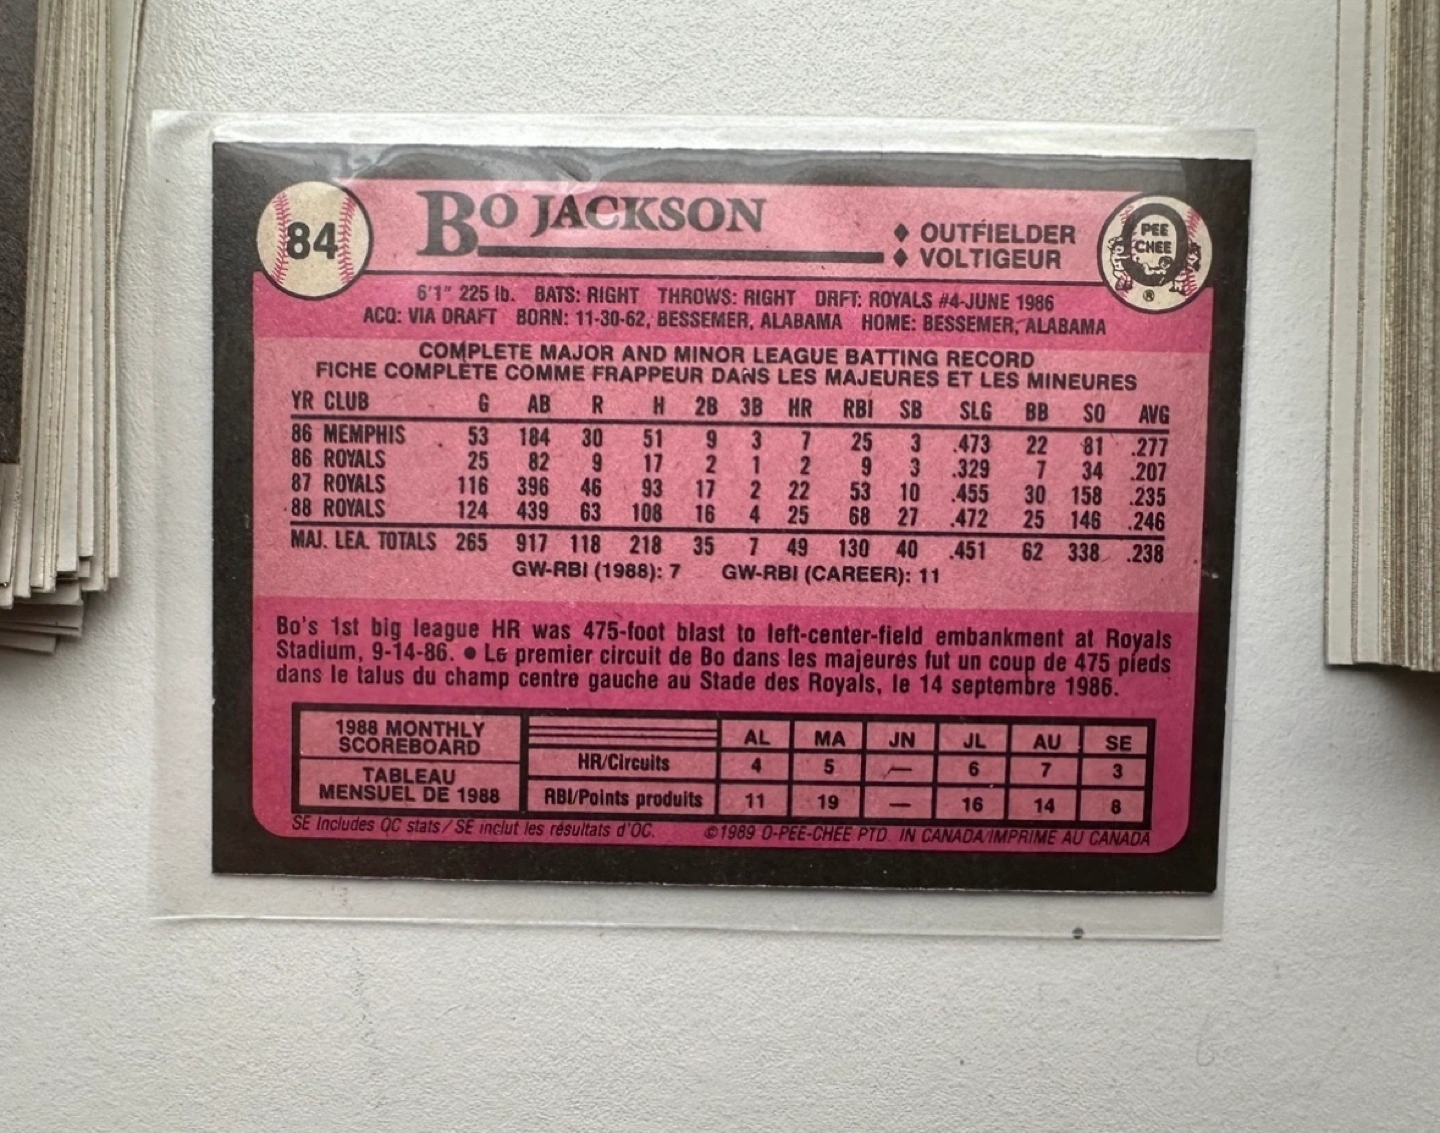 84
BO JACKSON
♦ OUTFIELDER
♦ VOLTIGEUR
O PEE CHEE ®
6'1" 225 lb. BATS: RIGHT THROWS: RIGHT DRFT: ROYALS #4-JUNE 1986
ACQ: VIA DRAFT BORN: 11-30-62, BESSEMER, ALABAMA HOME: BESSEMER, ALABAMA
COMPLETE MAJOR AND MINOR LEAGUE BATTING RECORD
FICHE COMPLÈTE COMME FRAPPEUR DANS LES MAJEURES ET LES MINEURES
YR CLUB G AB R H 2B 3B HR RBI SB SLG BB SO AVG
86 MEMPHIS 53 184 30 51 9 3 7 25 3 .473 22 81 .277
86 ROYALS 25 82 9 17 2 1 2 9 3 .329 7 34 .207
87 ROYALS 116 396 46 93 17 2 22 53 10 .455 30 158 .235
88 ROYALS 124 439 63 108 16 4 25 68 27 .472 25 146 .246
MAJ. LEA. TOTALS 265 917 118 218 35 7 49 130 40 .451 62 338 .238
GW-RBI (1988): 7 GW-RBI (CAREER): 11
Bo's 1st big league HR was 475-foot blast to left-center-field embankment at Royals
Stadium, 9-14-86. ● Le premier circuit de Bo dans les majeures fut un coup de 475 pieds
dans le talus du champ centre gauche au Stade des Royals, le 14 septembre 1986.
1988 MONTHLY
SCOREBOARD
TABLEAU
MENSUEL DE 1988
AL MA JN JL AU SE
HR/Circuits 4 5 — 6 7 3
RBI/Points produits 11 19 — 16 14 8
SE Includes OC stats / SE inclut les résultats d'OC. ©1989 O-PEE-CHEE PTD. IN CANADA/IMPRIMÉ AU CANADA